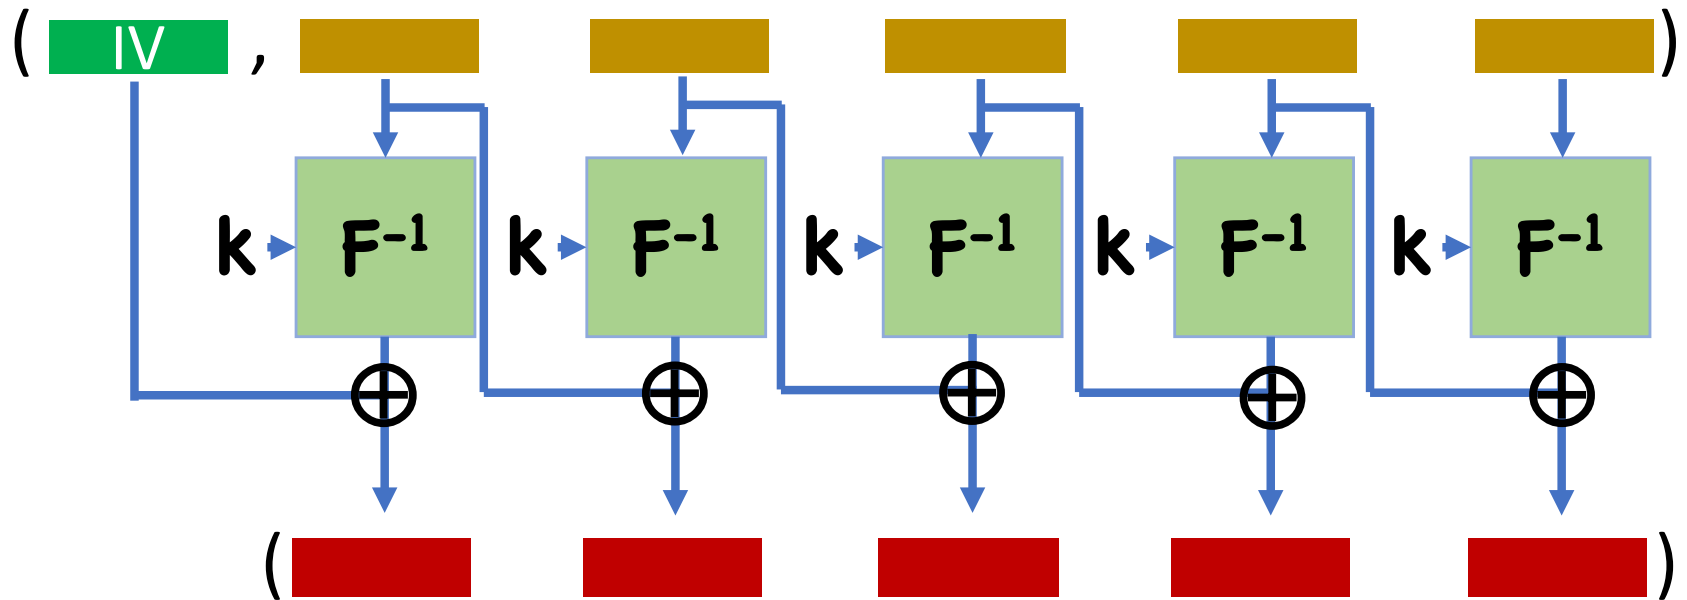 ( IV , )
k F⁻¹ k F⁻¹ k F⁻¹ k F⁻¹ k F⁻¹
( )